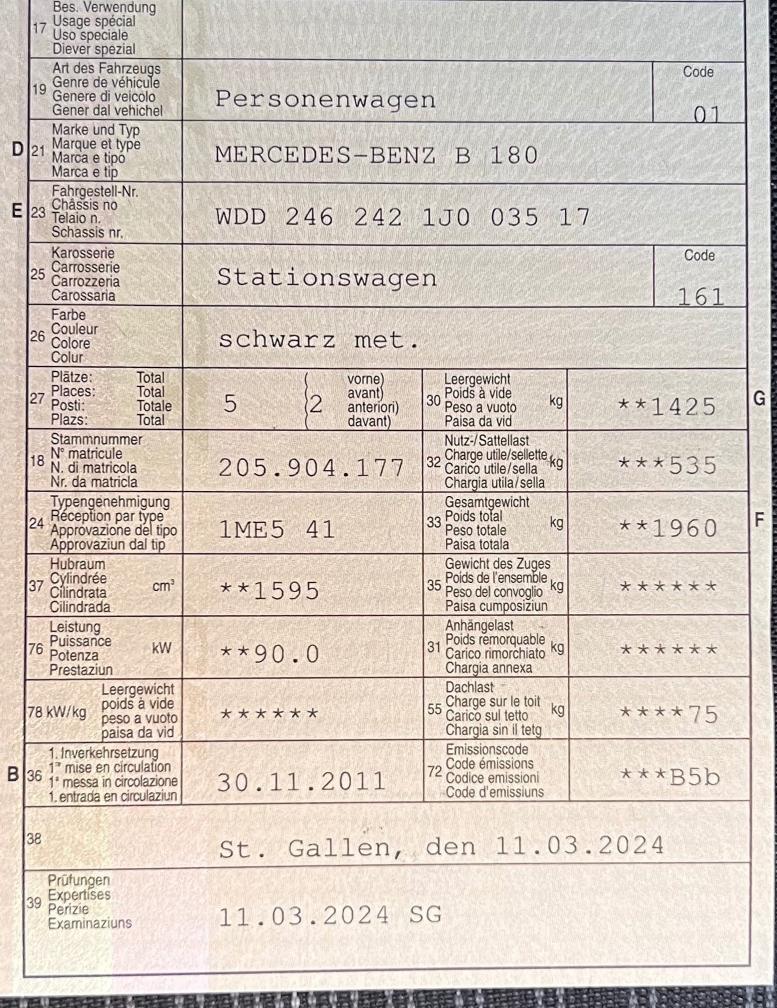 17
Bes. Verwendung
Usage spécial
Uso speciale
Diever spezial
19
Art des Fahrzeugs
Genre de véhicule
Genere di veicolo
Gener dal vehichel
Personenwagen
Code
01
D
21
Marke und Typ
Marque et type
Marca e tipo
Marca e tip
MERCEDES-BENZ B 180
E
23
Fahrgestell-Nr.
Châssis no
Telaio n.
Schassis nr.
WDD 246 242 1J0 035 17
25
Karosserie
Carrosserie
Carrozzeria
Carossaria
Stationswagen
Code
161
26
Farbe
Couleur
Colore
Colur
schwarz met.
27
Plätze: Total
Places: Total
Posti: Totale
Plazs: Total
5 (2
vorne)
avant)
anteriori)
davant)
30
Leergewicht
Poids à vide
Peso a vuoto
Paisa da vid
kg
**1425
G
18
Stammnummer
N° matricule
N. di matricola
Nr. da matricla
205.904.177
32
Nutz-/Sattellast
Charge utile/sellette
Carico utile/sella
Chargia utila/sella
kg
***535
24
Typengenehmigung
Réception par type
Approvazione del tipo
Approvaziun dal tip
1ME5 41
33
Gesamtgewicht
Poids total
Peso totale
Paisa totala
kg
**1960
F
37
Hubraum
Cylindrée
Cilindrata
Cilindrada
cm³
**1595
35
Gewicht des Zuges
Poids de l'ensemble
Peso del convoglio
Paisa cumposiziun
kg
******
76
Leistung
Puissance
Potenza
Prestaziun
kW
**90.0
31
Anhängelast
Poids remorquable
Carico rimorchiato
Chargia annexa
kg
******
78 kW/kg
Leergewicht
poids à vide
peso a vuoto
paisa da vid
******
55
Dachlast
Charge sur le toit
Carico sul tetto
Chargia sin il tetg
kg
****75
B
36
1. Inverkehrsetzung
1re mise en circulation
1a messa in circolazione
1. entrada en circulaziun
30.11.2011
72
Emissionscode
Code émissions
Codice emissioni
Code d'emissiuns
***B5b
38
St. Gallen, den 11.03.2024
39
Prüfungen
Expertises
Perizie
Examinaziuns
11.03.2024 SG